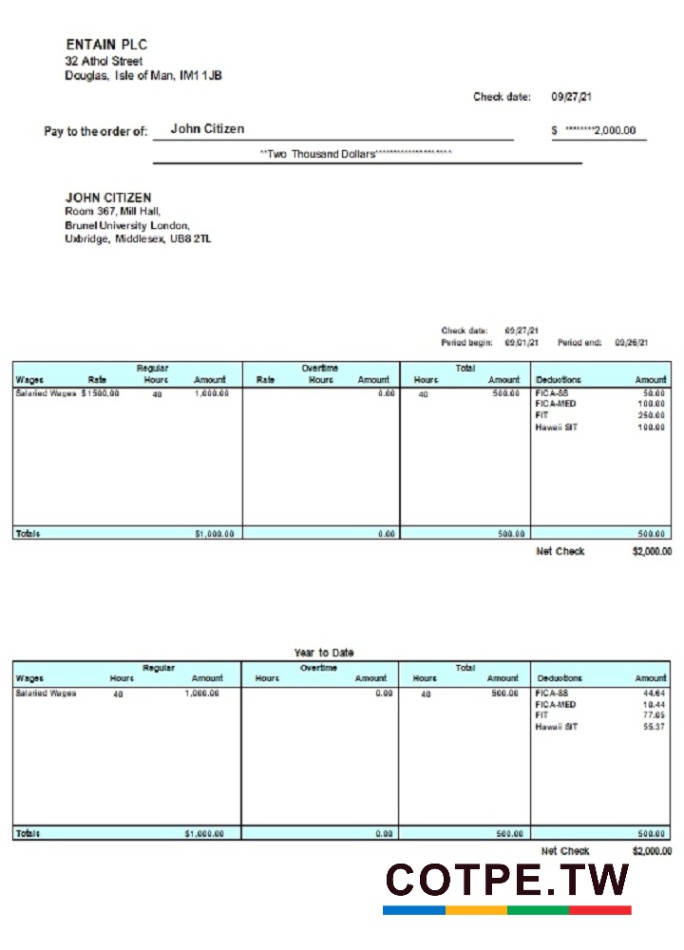 ENTAIN PLC
32 Athol Street
Douglas, Isle of Man, IM1 1JB
Check date: 09/27/21
Pay to the order of: John Citizen $ ********2,000.00
**Two Thousand Dollars********************
JOHN CITIZEN
Room 367, Mill Hall,
Brunel University London,
Uxbridge, Middlesex, UB8 2TL
Check date: 09/27/21
Period begin: 09/01/21 Period end: 09/26/21
Regular Overtime Total
Wages Rate Hours Amount Rate Hours Amount Hours Amount Deductions Amount
Salaried Wages $1500,00 40 1,000.00 0.00 40 500.00 FICA-SS 50.00
FICA-MED 100.00
FIT 250.00
Hawaii SIT 100.00
Totals $1,000.00 0.00 500.00 500.00
Net Check $2,000.00
Year to Date
Regular Overtime Total
Wages Hours Amount Hours Amount Hours Amount Deductions Amount
Salaried Wages 40 1,000.00 0.00 40 500.00 FICA-SS 44.64
FICA-MED 10.44
FIT 77.05
Hawaii SIT 55.37
Totals $1,000.00 0.00 500.00 500.00
Net Check $2,000.00
COTPE.TW